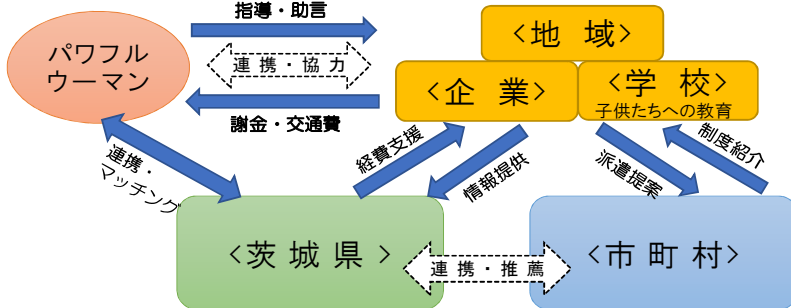 指導・助言
パワフル
ウーマン
連携・協力
謝金・交通費
<地 域>
<企 業>
<学 校>
子供たちへの教育
連携・
マッチング
経費支援
情報提供
派遣提案
制度紹介
<茨 城 県 >
連携・推薦
<市 町 村>